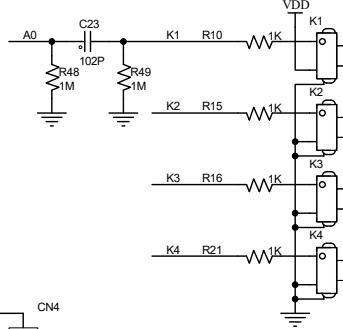 VDD
C23
K1
A0
K1 R10
1K
102P
R48
1M
R49
1M
K2
K2 R15
1K
K3
K3 R16
1K
K4
K4 R21
1K
CN4